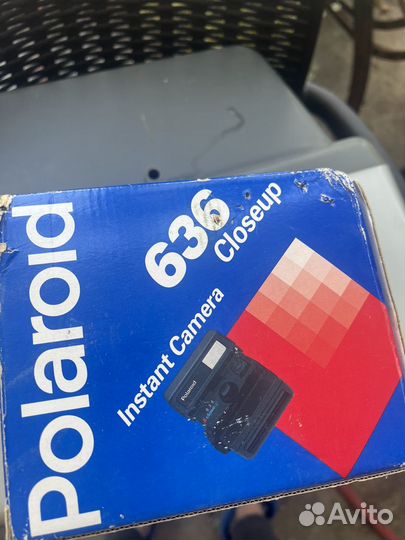 Polaroid
636
Closeup
Instant Camera
Polaroid
Avito